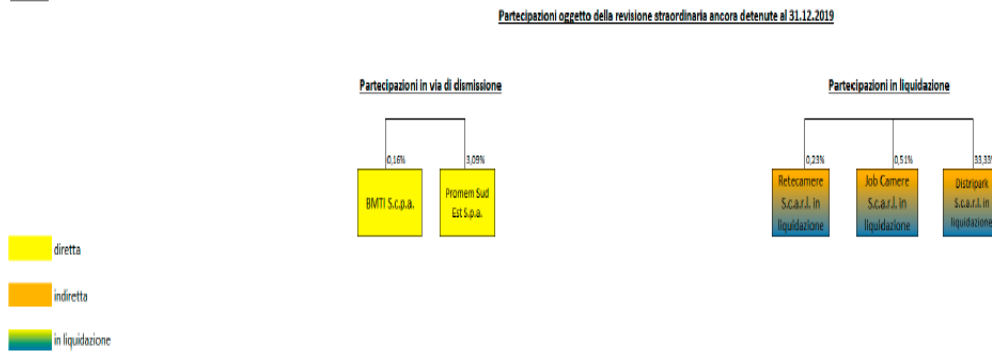 Partecipazioni oggetto della revisione straordinaria ancora detenute al 31.12.2019
Partecipazioni in via di dismissione
Partecipazioni in liquidazione
0,16%
3,09%
0,23%
0,51%
33,33%
BMTI S.c.p.a.
Promem Sud
Est S.p.a.
Retecamere
S.c.a.r.l. in
liquidazione
Job Camere
S.c.a.r.l. in
liquidazione
Distripark
S.c.a.r.l. in
liquidazione
diretta
indiretta
in liquidazione